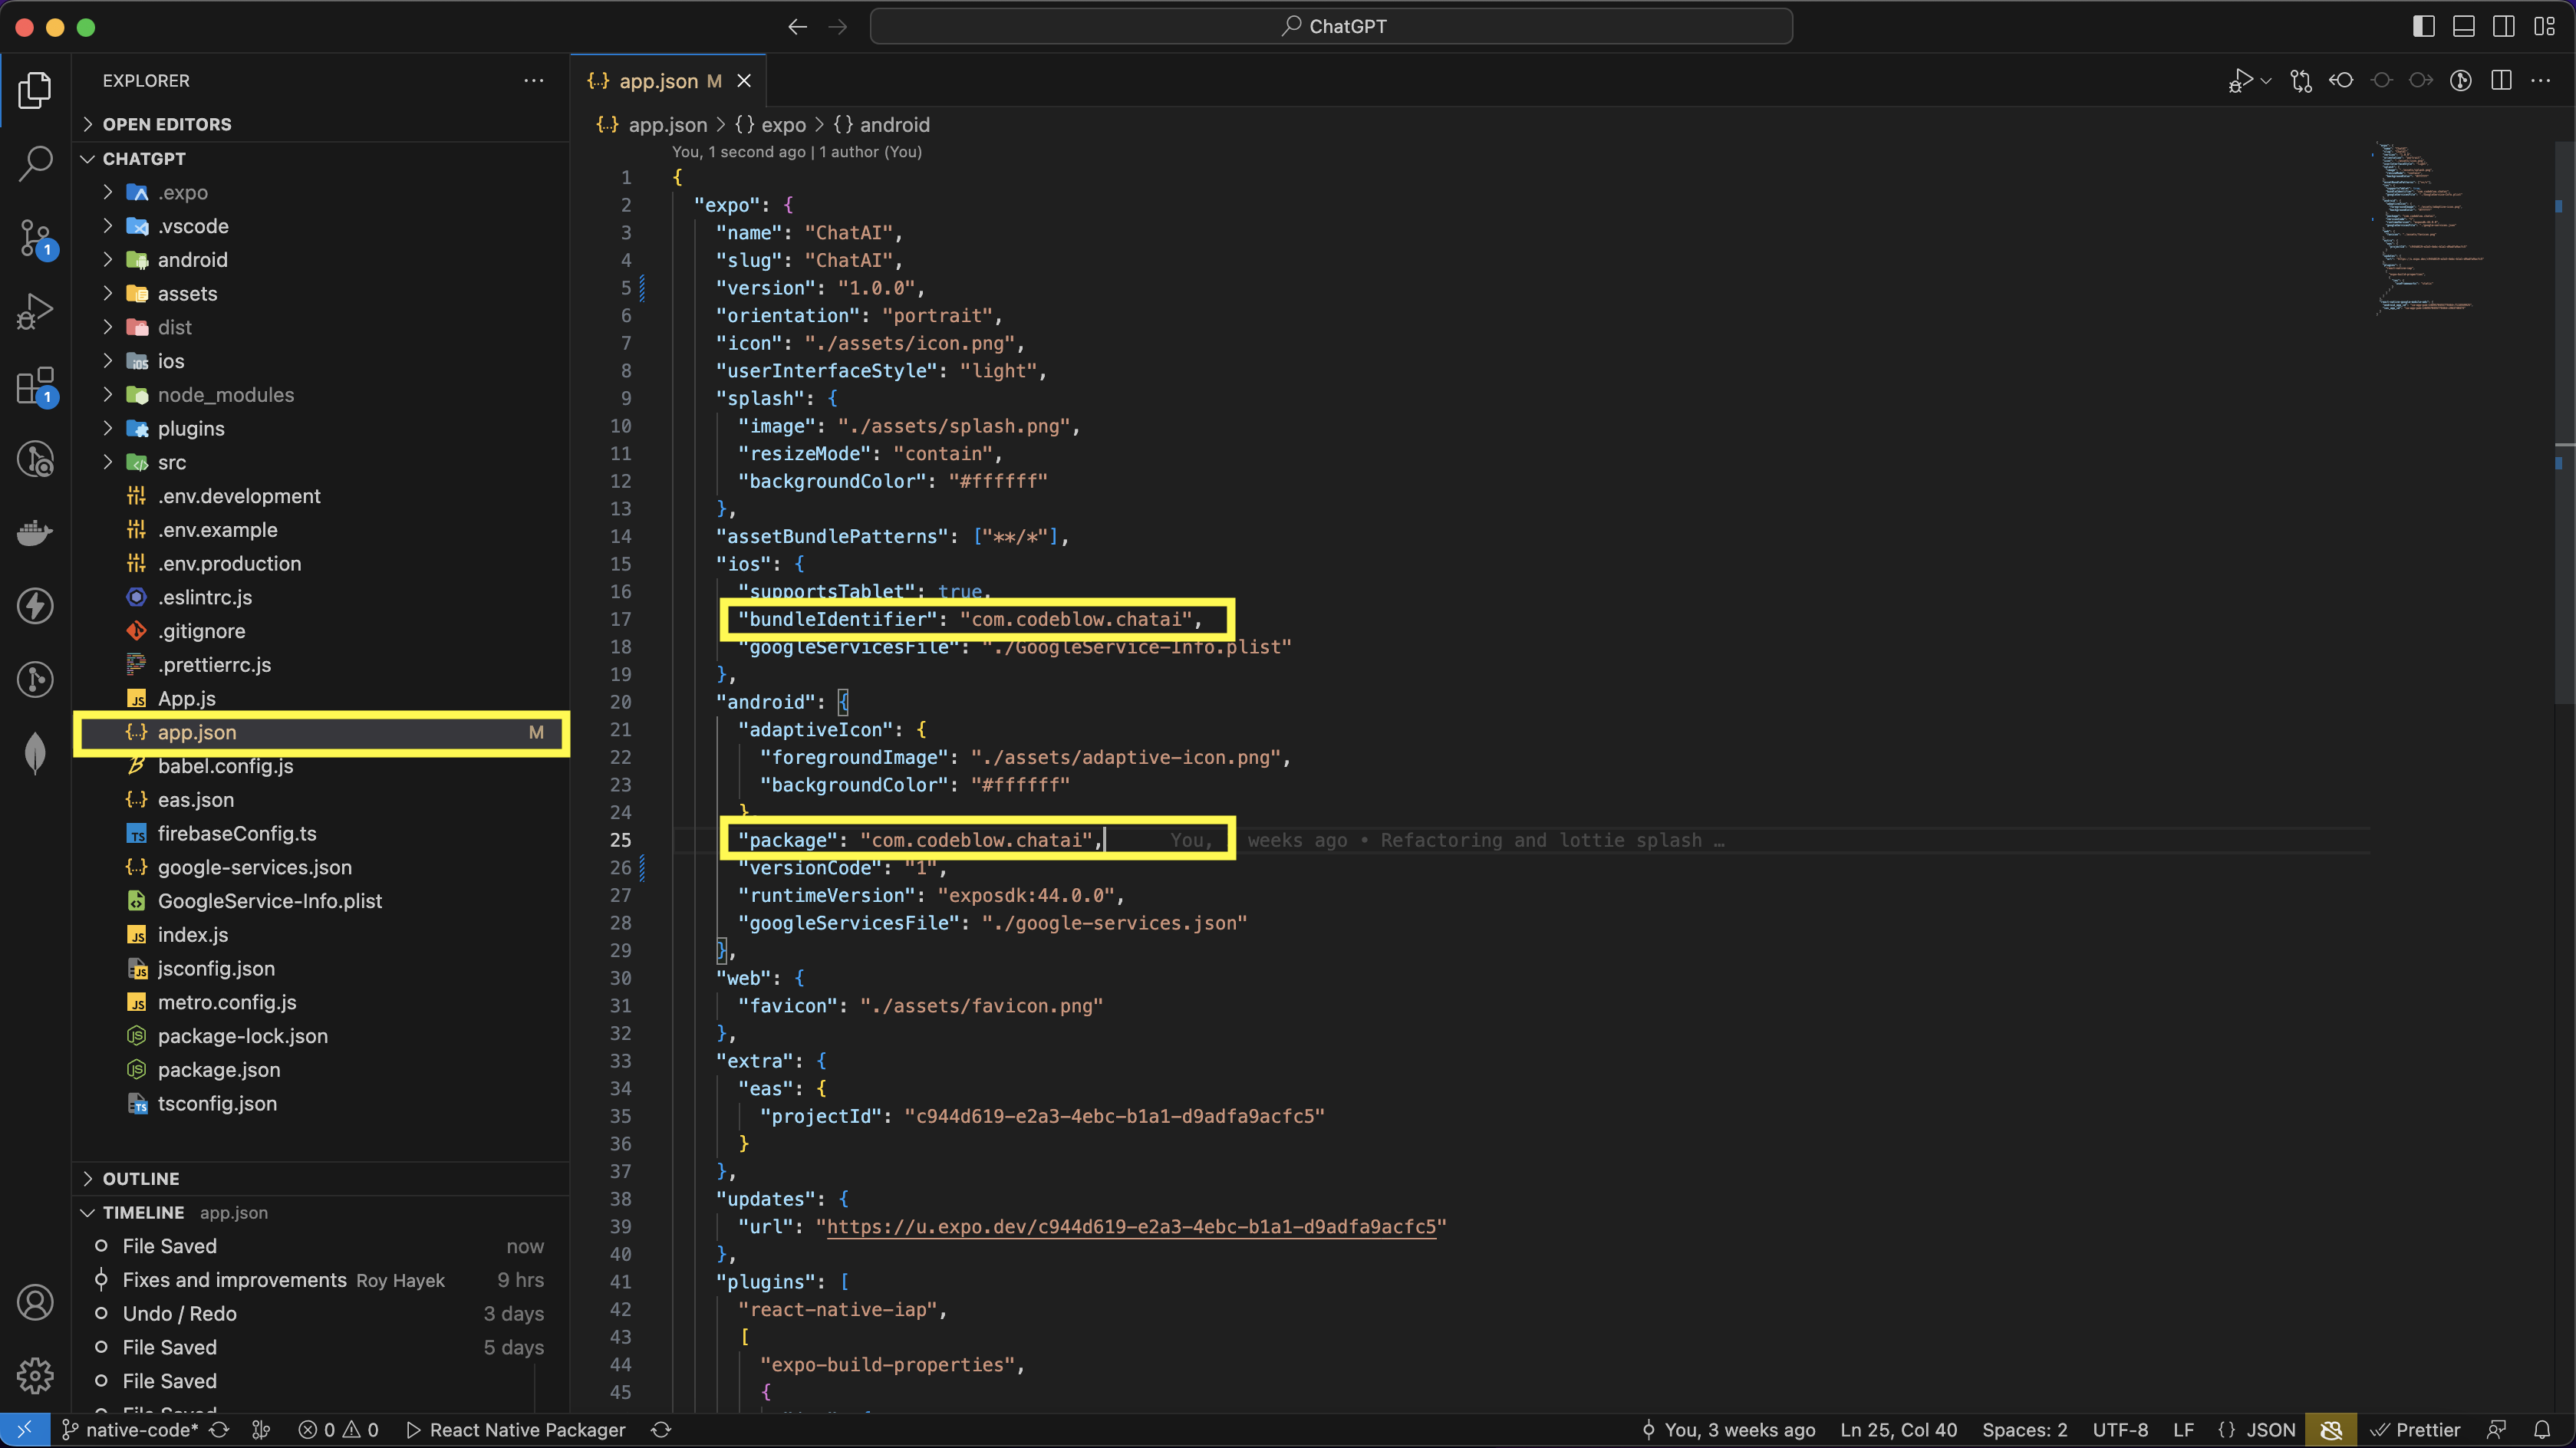 ChatGPT
EXPLORER
OPEN EDITORS
CHATGPT
.expo
.vscode
android
assets
dist
ios
node_modules
plugins
src
.env.development
.env.example
.env.production
.eslintrc.js
.gitignore
.prettierrc.js
App.js
app.json M
babel.config.js
eas.json
firebaseConfig.ts
google-services.json
GoogleService-Info.plist
index.js
jsconfig.json
metro.config.js
package-lock.json
package.json
tsconfig.json
OUTLINE
TIMELINE app.json
File Saved now
Fixes and improvements Roy Hayek 9 hrs
Undo / Redo 3 days
File Saved 5 days
File Saved
File Saved
1
1
{..} app.json M
{..} app.json > {} expo > {} android
You, 1 second ago | 1 author (You)
1 {
2 "expo": {
3 "name": "ChatAI",
4 "slug": "ChatAI",
5 "version": "1.0.0",
6 "orientation": "portrait",
7 "icon": "./assets/icon.png",
8 "userInterfaceStyle": "light",
9 "splash": {
10 "image": "./assets/splash.png",
11 "resizeMode": "contain",
12 "backgroundColor": "#ffffff"
13 },
14 "assetBundlePatterns": ["**/*"],
15 "ios": {
16 "supportsTablet": true,
17 "bundleIdentifier": "com.codeblow.chatai",
18 "googleServicesFile": "./GoogleService-Info.plist"
19 },
20 "android": {
21 "adaptiveIcon": {
22 "foregroundImage": "./assets/adaptive-icon.png",
23 "backgroundColor": "#ffffff"
24 }
25 "package": "com.codeblow.chatai", You, weeks ago • Refactoring and lottie splash …
26 "versionCode": "1",
27 "runtimeVersion": "exposdk:44.0.0",
28 "googleServicesFile": "./google-services.json"
29 },
30 "web": {
31 "favicon": "./assets/favicon.png"
32 },
33 "extra": {
34 "eas": {
35 "projectId": "c944d619-e2a3-4ebc-b1a1-d9adfa9acfc5"
36 }
37 },
38 "updates": {
39 "url": "https://u.expo.dev/c944d619-e2a3-4ebc-b1a1-d9adfa9acfc5"
40 },
41 "plugins": [
42 "react-native-iap",
43 [
44 "expo-build-properties",
45 {
native-code* 0 0 React Native Packager You, 3 weeks ago Ln 25, Col 40 Spaces: 2 UTF-8 LF {} JSON Prettier